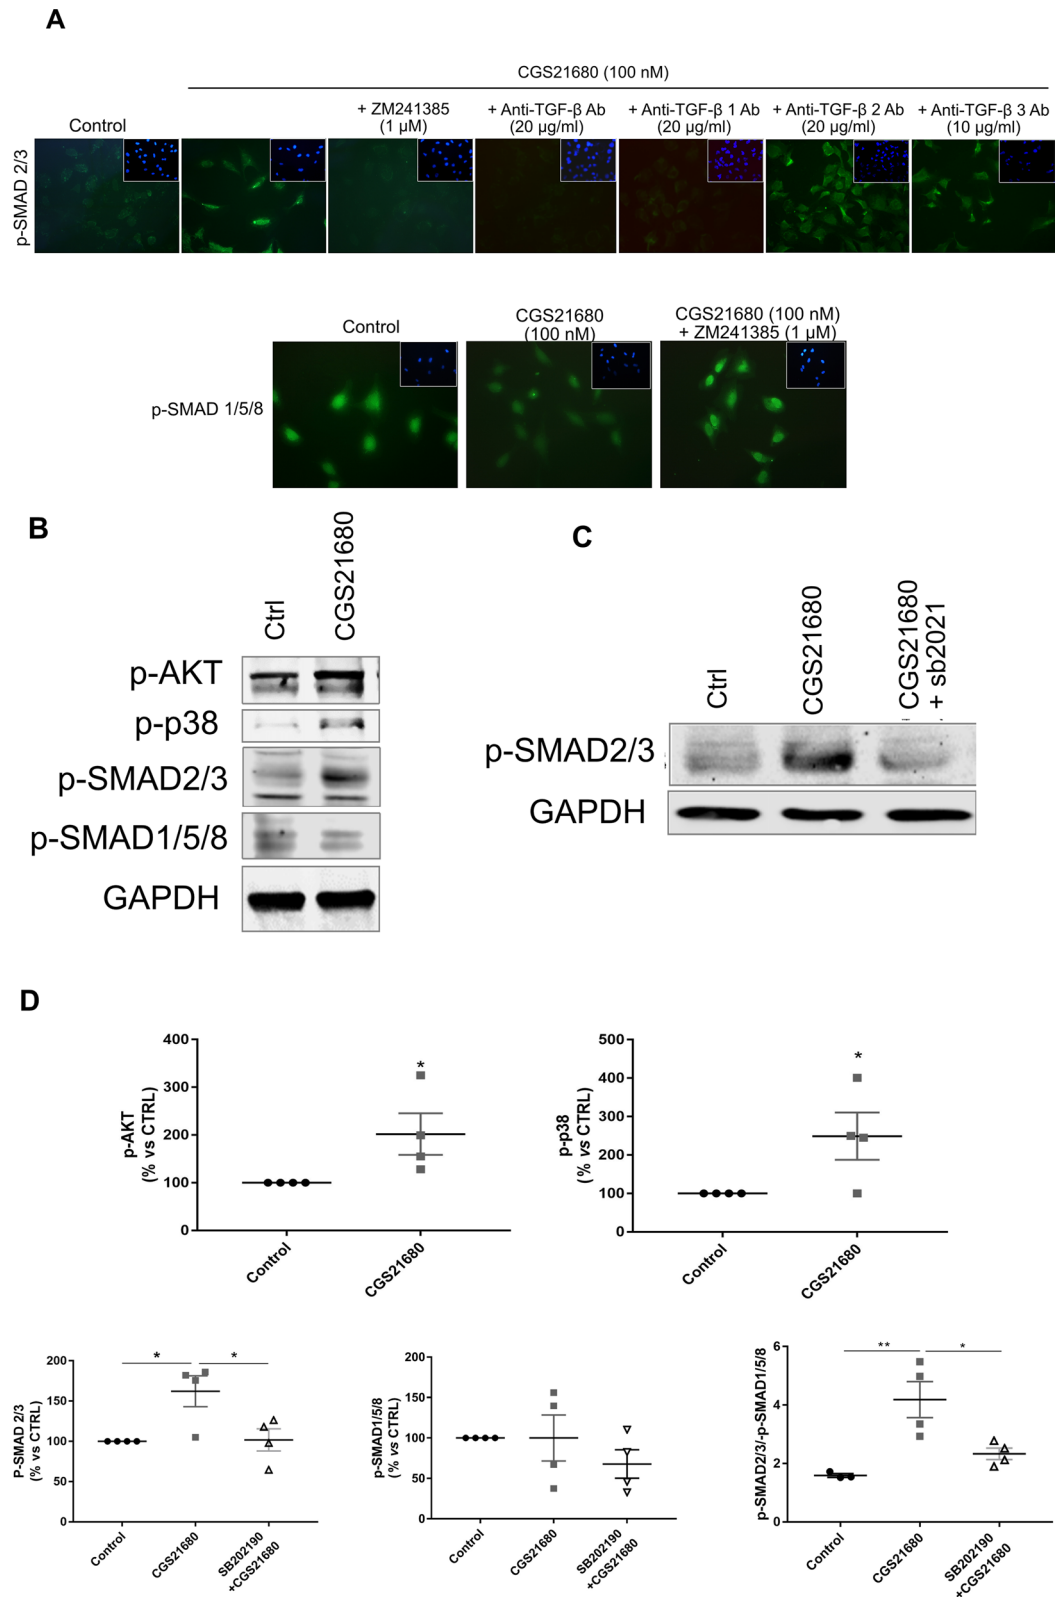 A
CGS21680 (100 nM)
Control
+ ZM241385
(1 µM)
+ Anti-TGF-β Ab
(20 µg/ml)
+ Anti-TGF-β 1 Ab
(20 µg/ml)
+ Anti-TGF-β 2 Ab
(20 µg/ml)
+ Anti-TGF-β 3 Ab
(10 µg/ml)
p-SMAD 2/3
Control
CGS21680
(100 nM)
CGS21680 (100 nM)
+ ZM241385 (1 µM)
p-SMAD 1/5/8
B
Ctrl
CGS21680
p-AKT
p-p38
p-SMAD2/3
p-SMAD1/5/8
GAPDH
C
Ctrl
CGS21680
CGS21680
+ sb2021
p-SMAD2/3
GAPDH
D
p-AKT
(% vs CTRL)
400
300
200
100
0
*
Control
CGS21680
p-p38
(% vs CTRL)
500
400
300
200
100
0
*
Control
CGS21680
P-SMAD 2/3
(% vs CTRL)
200
150
100
50
0
*
*
Control
CGS21680
SB202190
+CGS21680
p-SMAD1/5/8
(% vs CTRL)
200
150
100
50
0
Control
CGS21680
SB202190
+CGS21680
p-SMAD2/3/-p-SMAD1/5/8
6
4
2
0
**
*
Control
CGS21680
SB202190
+CGS21680